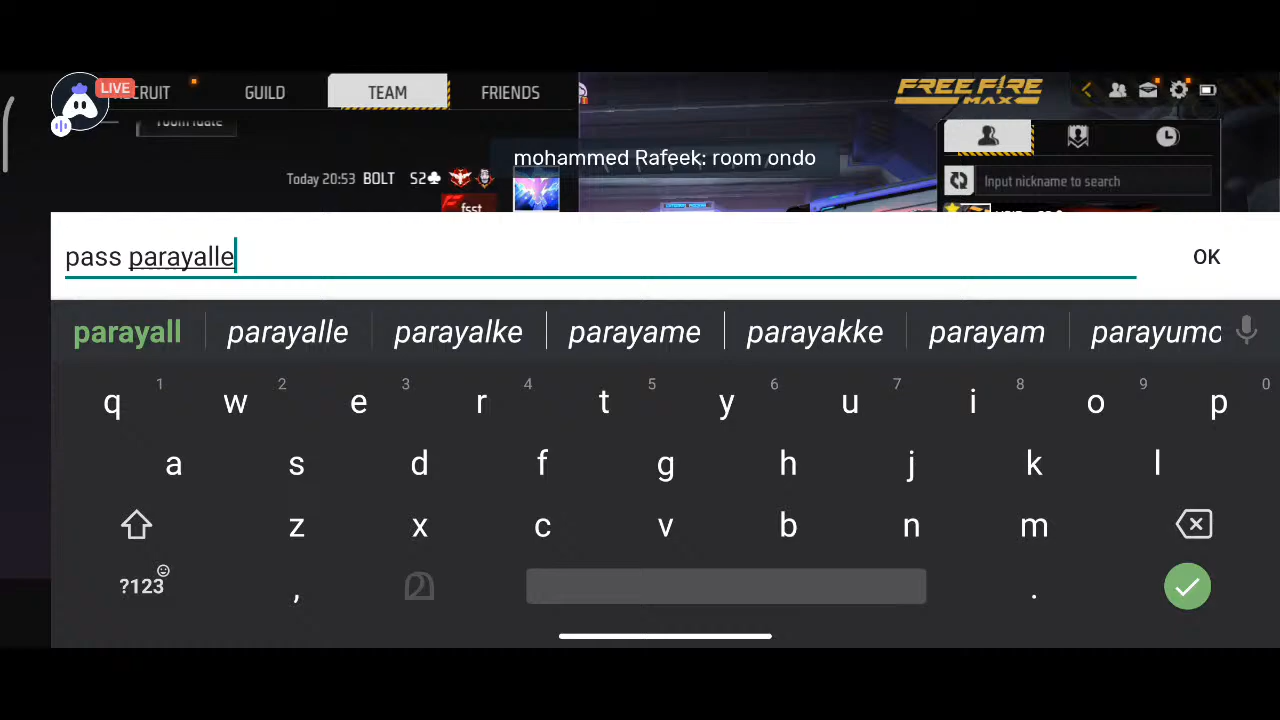 LIVE
GUILD
TEAM
FRIENDS
FREE FIRE
MAX
mohammed Rafeek: room ondo
Today 20:53 BOLT S2♣
fsst
Input nickname to search
pass parayalle
OK
parayall parayalle parayalke parayame parayakke parayam
1 2 3 4 5 6 7 8 9 0
q w e r t y u i o p
a s d f g h j k l
z x c v b n m
?123 , മ .